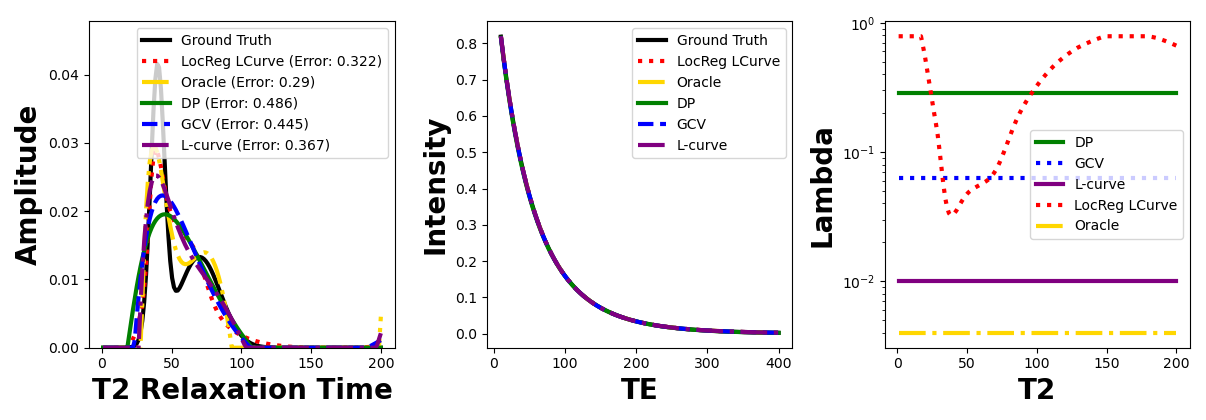 Amplitude
0.04
0.03
0.02
0.01
0.00
Ground Truth
LocReg LCurve (Error: 0.322)
Oracle (Error: 0.29)
DP (Error: 0.486)
GCV (Error: 0.445)
L-curve (Error: 0.367)
0 50 100 150 200
T2 Relaxation Time
Intensity
0.8
0.7
0.6
0.5
0.4
0.3
0.2
0.1
0.0
Ground Truth
LocReg LCurve
Oracle
DP
GCV
L-curve
0 100 200 300 400
TE
Lambda
10⁰
10⁻¹
10⁻²
DP
GCV
L-curve
LocReg LCurve
Oracle
0 50 100 150 200
T2